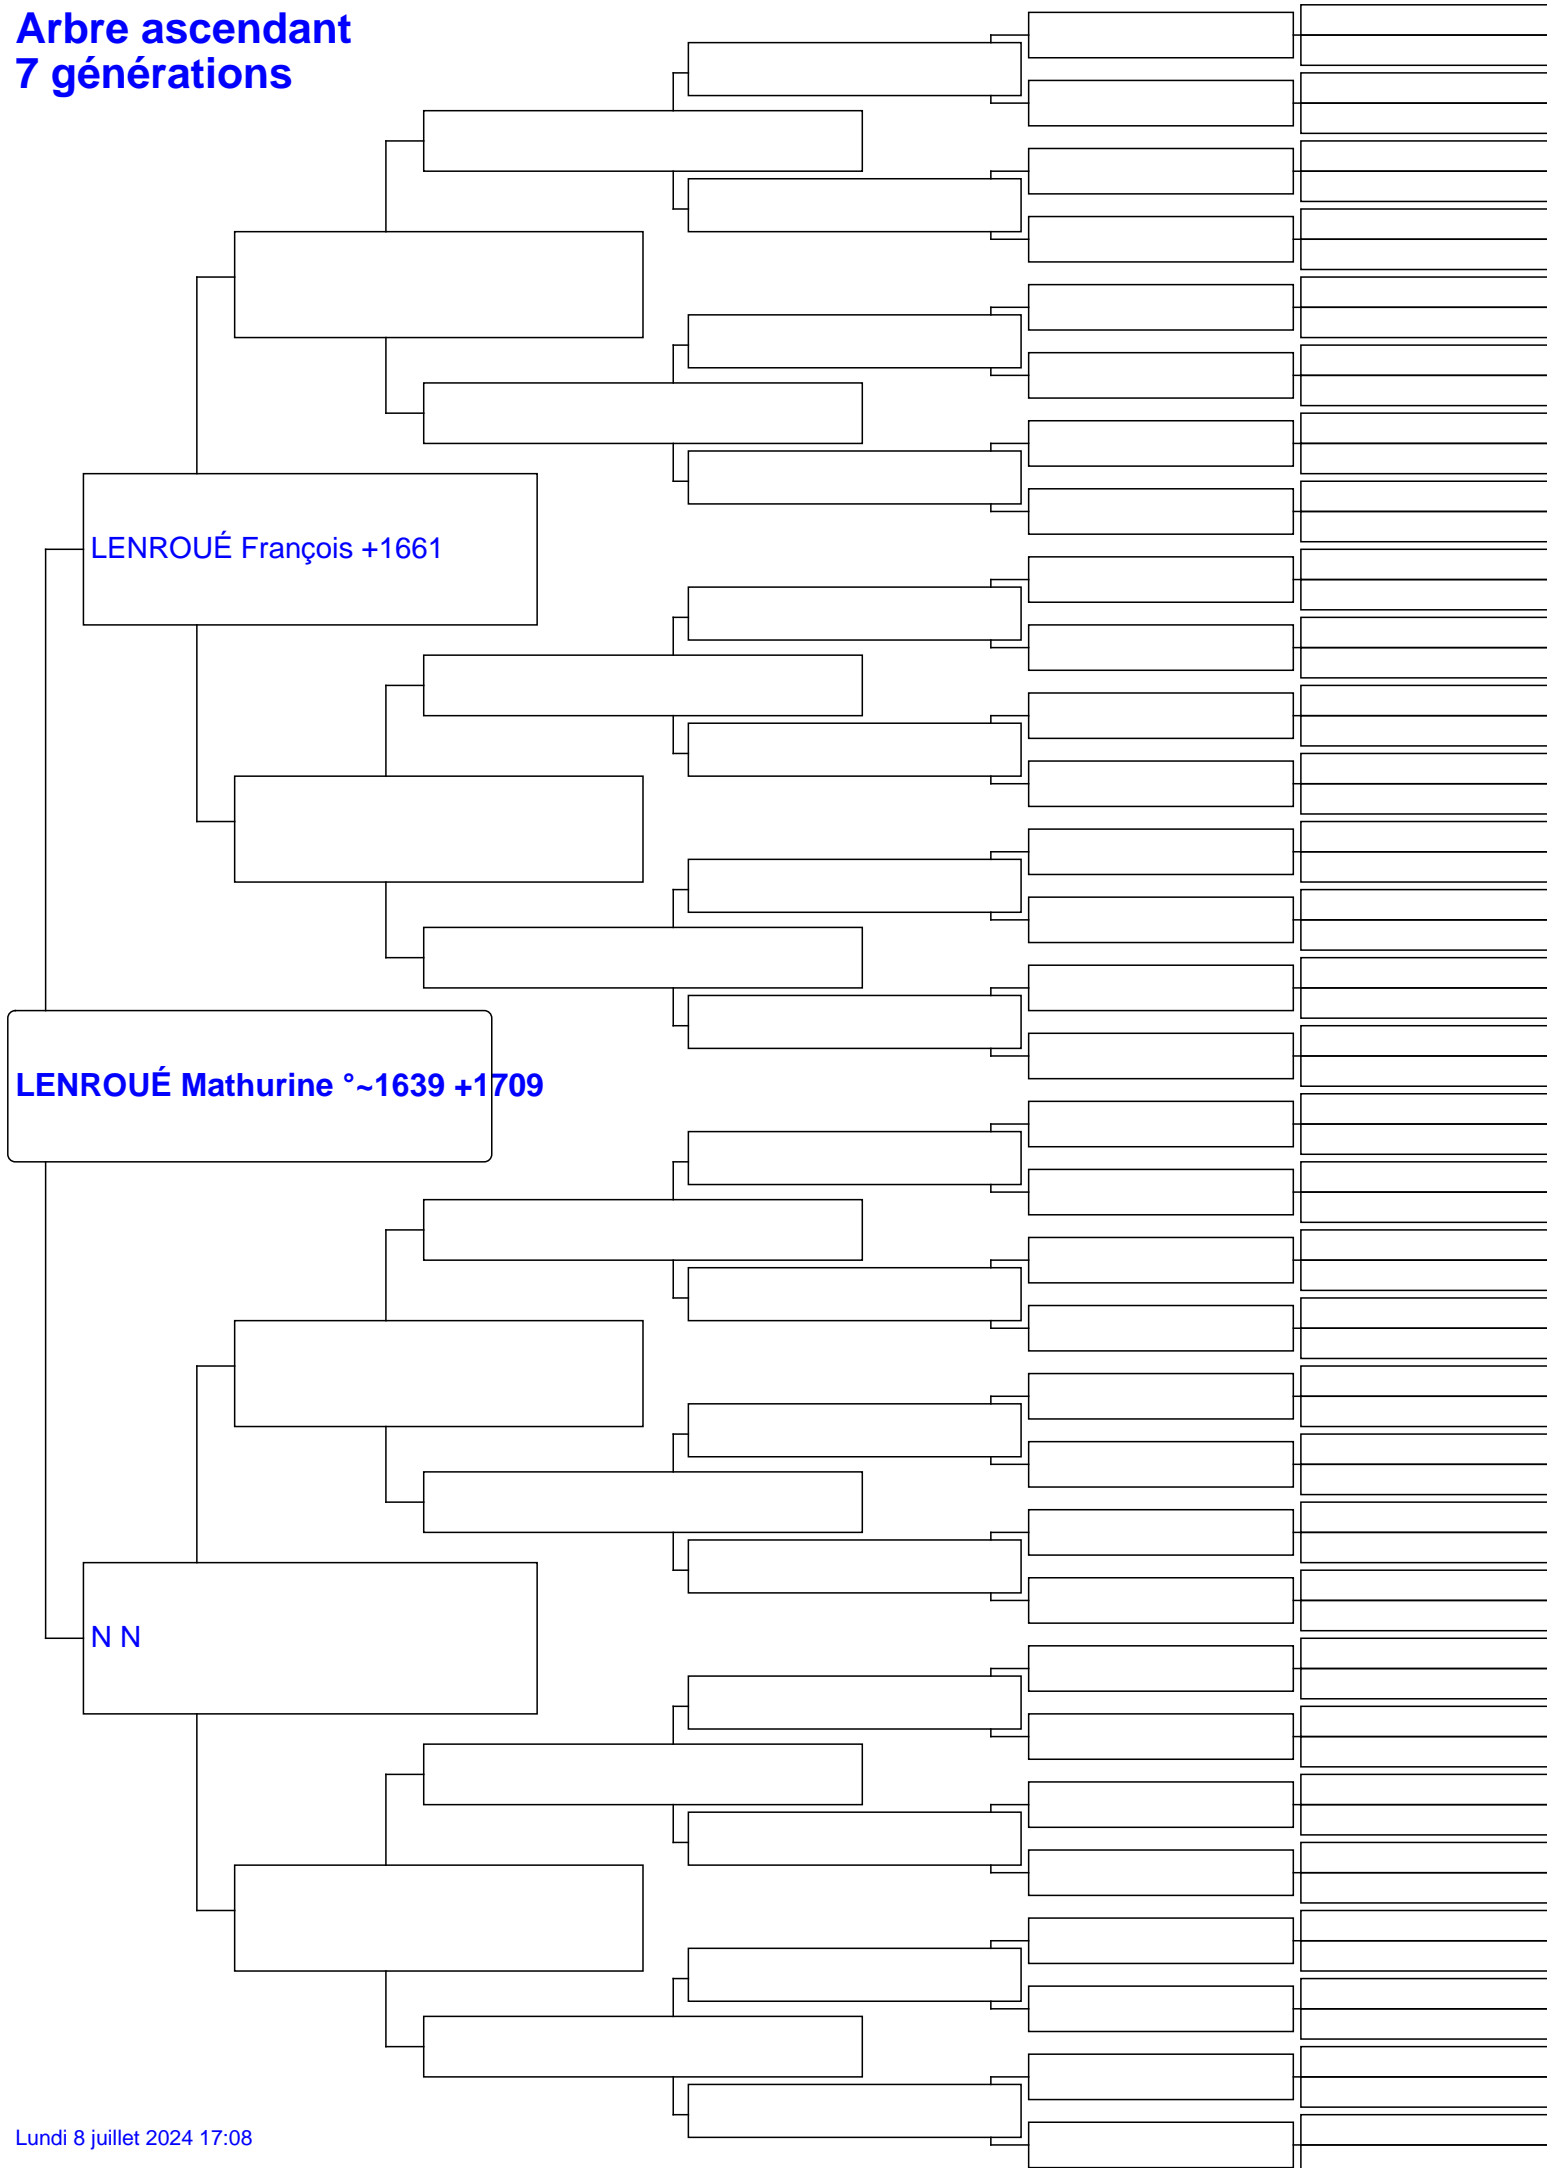 Arbre ascendant
7 générations
LENROUÉ François +1661
LENROUÉ Mathurine °~1639 +1709
N N
Lundi 8 juillet 2024 17:08